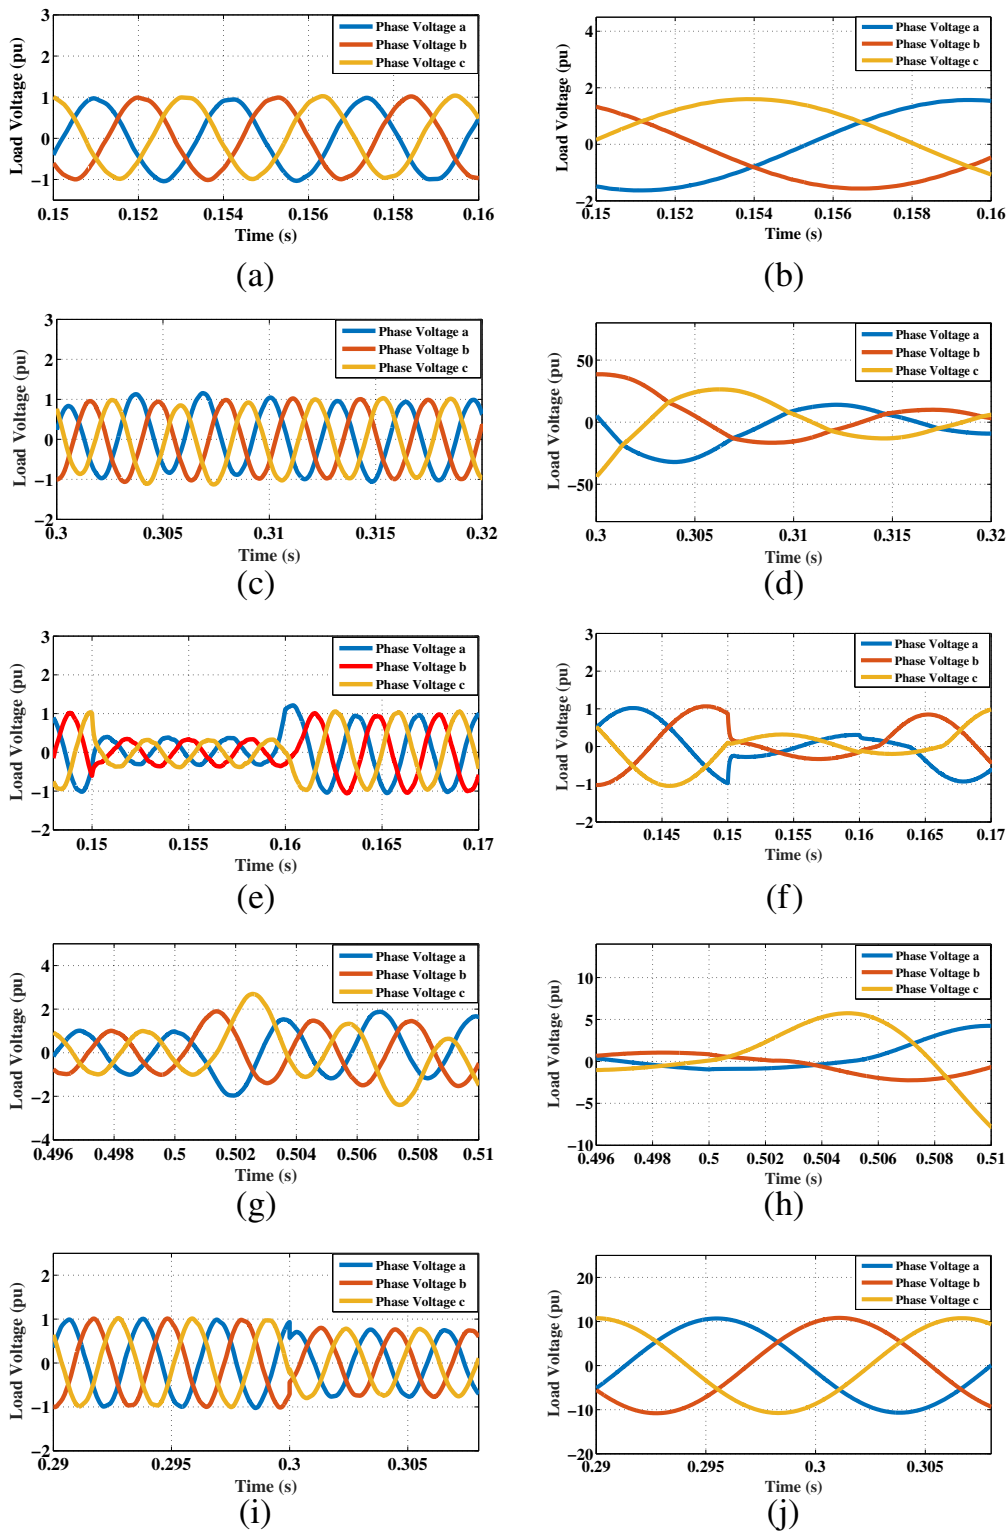 3
2
1
0
−1
Load Voltage (pu)
Phase Voltage a
Phase Voltage b
Phase Voltage c
0.15 0.152 0.154 0.156 0.158 0.16
Time (s)
(a)
4
2
0
−2
Load Voltage (pu)
Phase Voltage a
Phase Voltage b
Phase Voltage c
0.15 0.152 0.154 0.156 0.158 0.16
Time (s)
(b)
3
2
1
0
−1
−2
Load Voltage (pu)
Phase Voltage a
Phase Voltage b
Phase Voltage c
0.3 0.305 0.31 0.315 0.32
Time (s)
(c)
50
0
−50
Load Voltage (pu)
Phase Voltage a
Phase Voltage b
Phase Voltage c
0.3 0.305 0.31 0.315 0.32
Time (s)
(d)
3
2
1
0
−1
−2
Load Voltage (pu)
Phase Voltage a
Phase Voltage b
Phase Voltage c
0.15 0.155 0.16 0.165 0.17
Time (s)
(e)
3
2
1
0
−1
−2
Load Voltage (pu)
Phase Voltage a
Phase Voltage b
Phase Voltage c
0.145 0.15 0.155 0.16 0.165 0.17
Time (s)
(f)
4
2
0
−2
−4
Load Voltage (pu)
Phase Voltage a
Phase Voltage b
Phase Voltage c
0.496 0.498 0.5 0.502 0.504 0.506 0.508 0.51
Time (s)
(g)
10
5
0
−5
−10
Load Voltage (pu)
Phase Voltage a
Phase Voltage b
Phase Voltage c
0.496 0.498 0.5 0.502 0.504 0.506 0.508 0.51
Time (s)
(h)
2
1
0
−1
−2
Load Voltage (pu)
Phase Voltage a
Phase Voltage b
Phase Voltage c
0.29 0.295 0.3 0.305
Time (s)
(i)
20
10
0
−10
−20
Load Voltage (pu)
Phase Voltage a
Phase Voltage b
Phase Voltage c
0.29 0.295 0.3 0.305
Time (s)
(j)